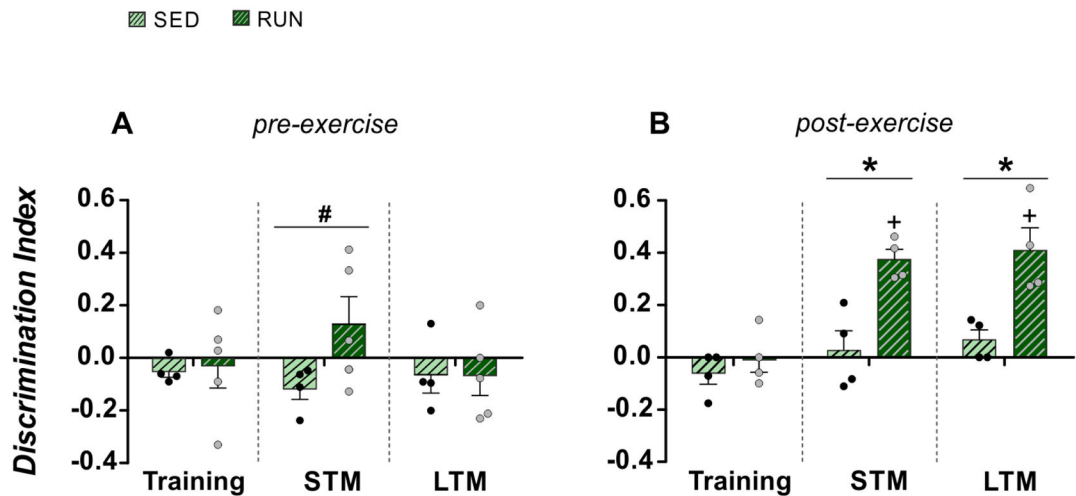 SED RUN
A pre-exercise
B post-exercise
Discrimination Index
0.6
0.4
0.2
0.0
-0.2
-0.4
#
Training STM LTM
0.6
0.4
0.2
0.0
-0.2
-0.4
* *
+ +
Training STM LTM